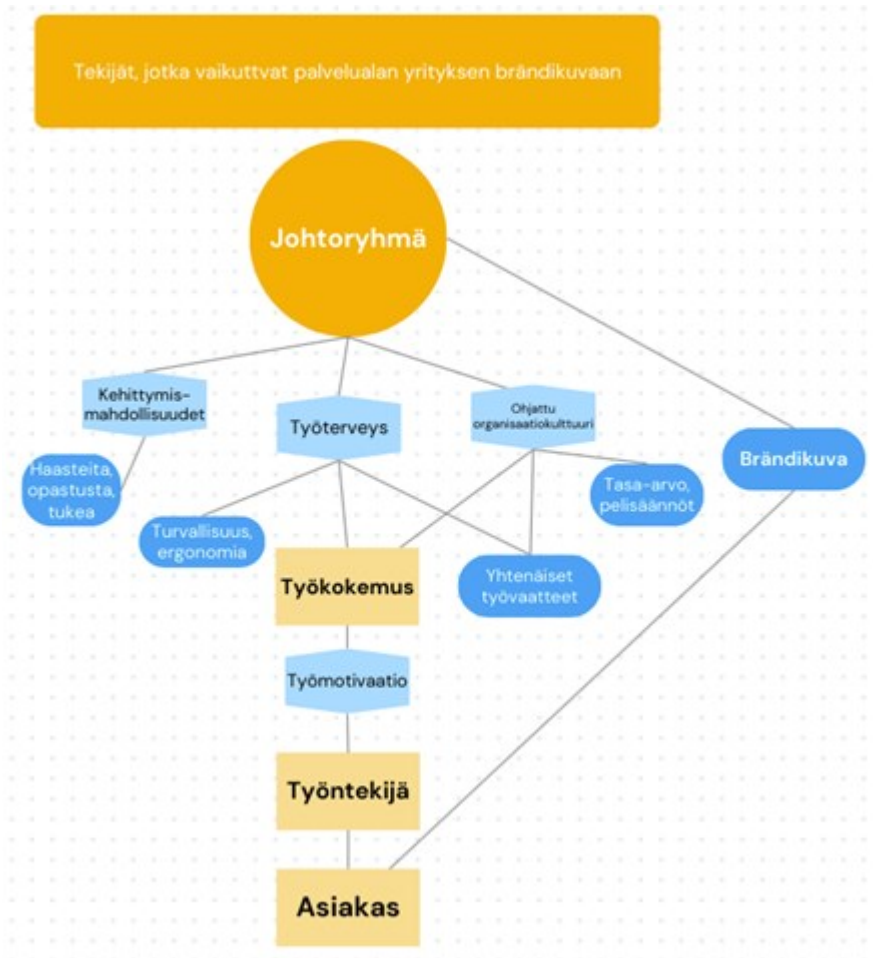 Tekijät, jotka vaikuttvat palvelualan yrityksen brändikuvaan
Johtoryhmä
Kehittymis-
mahdollisuudet
Työterveys
Ohjattu
organisaatiokulttuuri
Brändikuva
Haasteita,
opastusta,
tukea
Turvallisuus,
ergonomia
Tasa-arvo,
pelisäännöt
Työkokemus
Yhtenäiset
työvaatteet
Työmotivaatio
Työntekijä
Asiakas